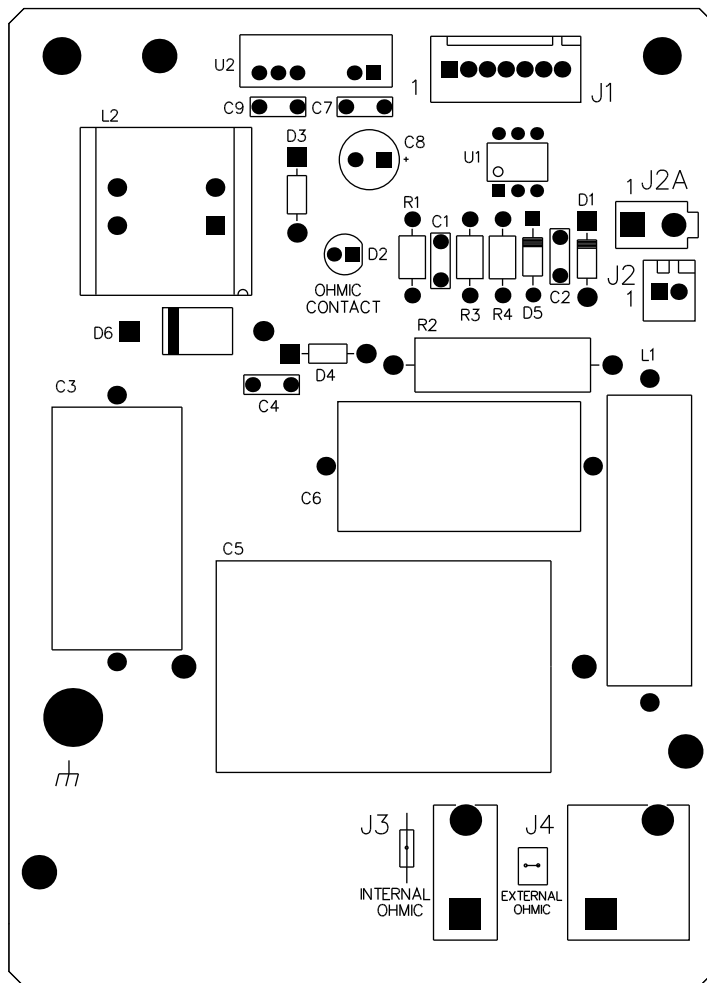 U2
1
J1
C9
C7
L2
D3
C8
+
U1
R1
C1
D1
1
J2A
D2
OHMIC
CONTACT
J2
1
C2
R3
R4
D5
D6
R2
L1
D4
C3
C4
C6
C5
J3
J4
INTERNAL
OHMIC
EXTERNAL
OHMIC